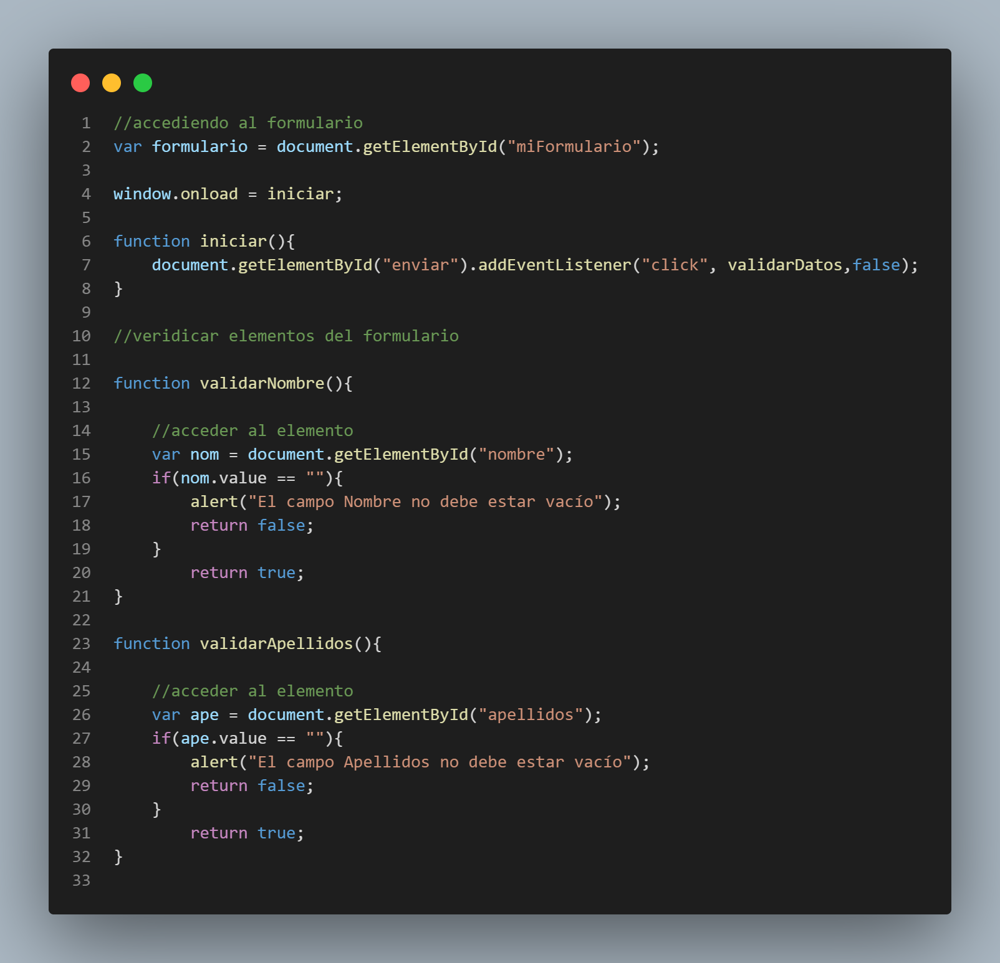 1 //accediendo al formulario
2 var formulario = document.getElementById("miFormulario");
3
4 window.onload = iniciar;
5
6 function iniciar(){
7     document.getElementById("enviar").addEventListener("click", validarDatos,false);
8 }
9
10 //veridicar elementos del formulario
11
12 function validarNombre(){
13
14     //acceder al elemento
15     var nom = document.getElementById("nombre");
16     if(nom.value == ""){
17         alert("El campo Nombre no debe estar vacío");
18         return false;
19     }
20         return true;
21 }
22
23 function validarApellidos(){
24
25     //acceder al elemento
26     var ape = document.getElementById("apellidos");
27     if(ape.value == ""){
28         alert("El campo Apellidos no debe estar vacío");
29         return false;
30     }
31         return true;
32 }
33